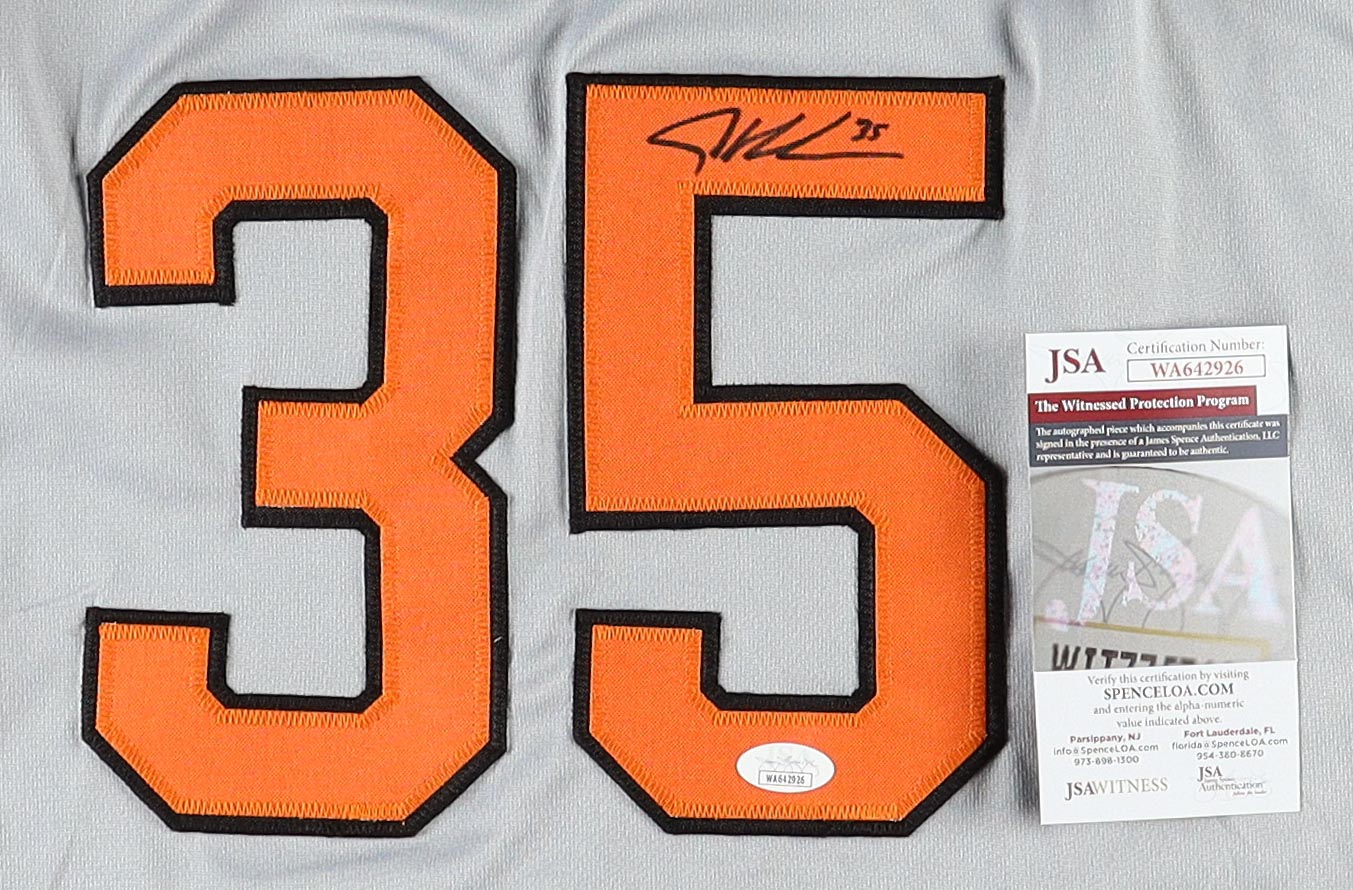 35
35
JSA
Certification Number:
WA642926
The Witnessed Protection Program
The autographed piece which accompanies this certificate was
signed in the presence of a James Spence Authentication, LLC
representative and is guaranteed to be authentic.
JSA
Verify this certification by visiting
SPENCELOA.COM
and entering the alpha-numeric
value indicated above.
Parsippany, NJ
info@SpenceLOA.com
973-898-1300
Fort Lauderdale, FL
florida@SpenceLOA.com
954-380-8670
JSAWITNESS
JSA
Authentication
WA642926